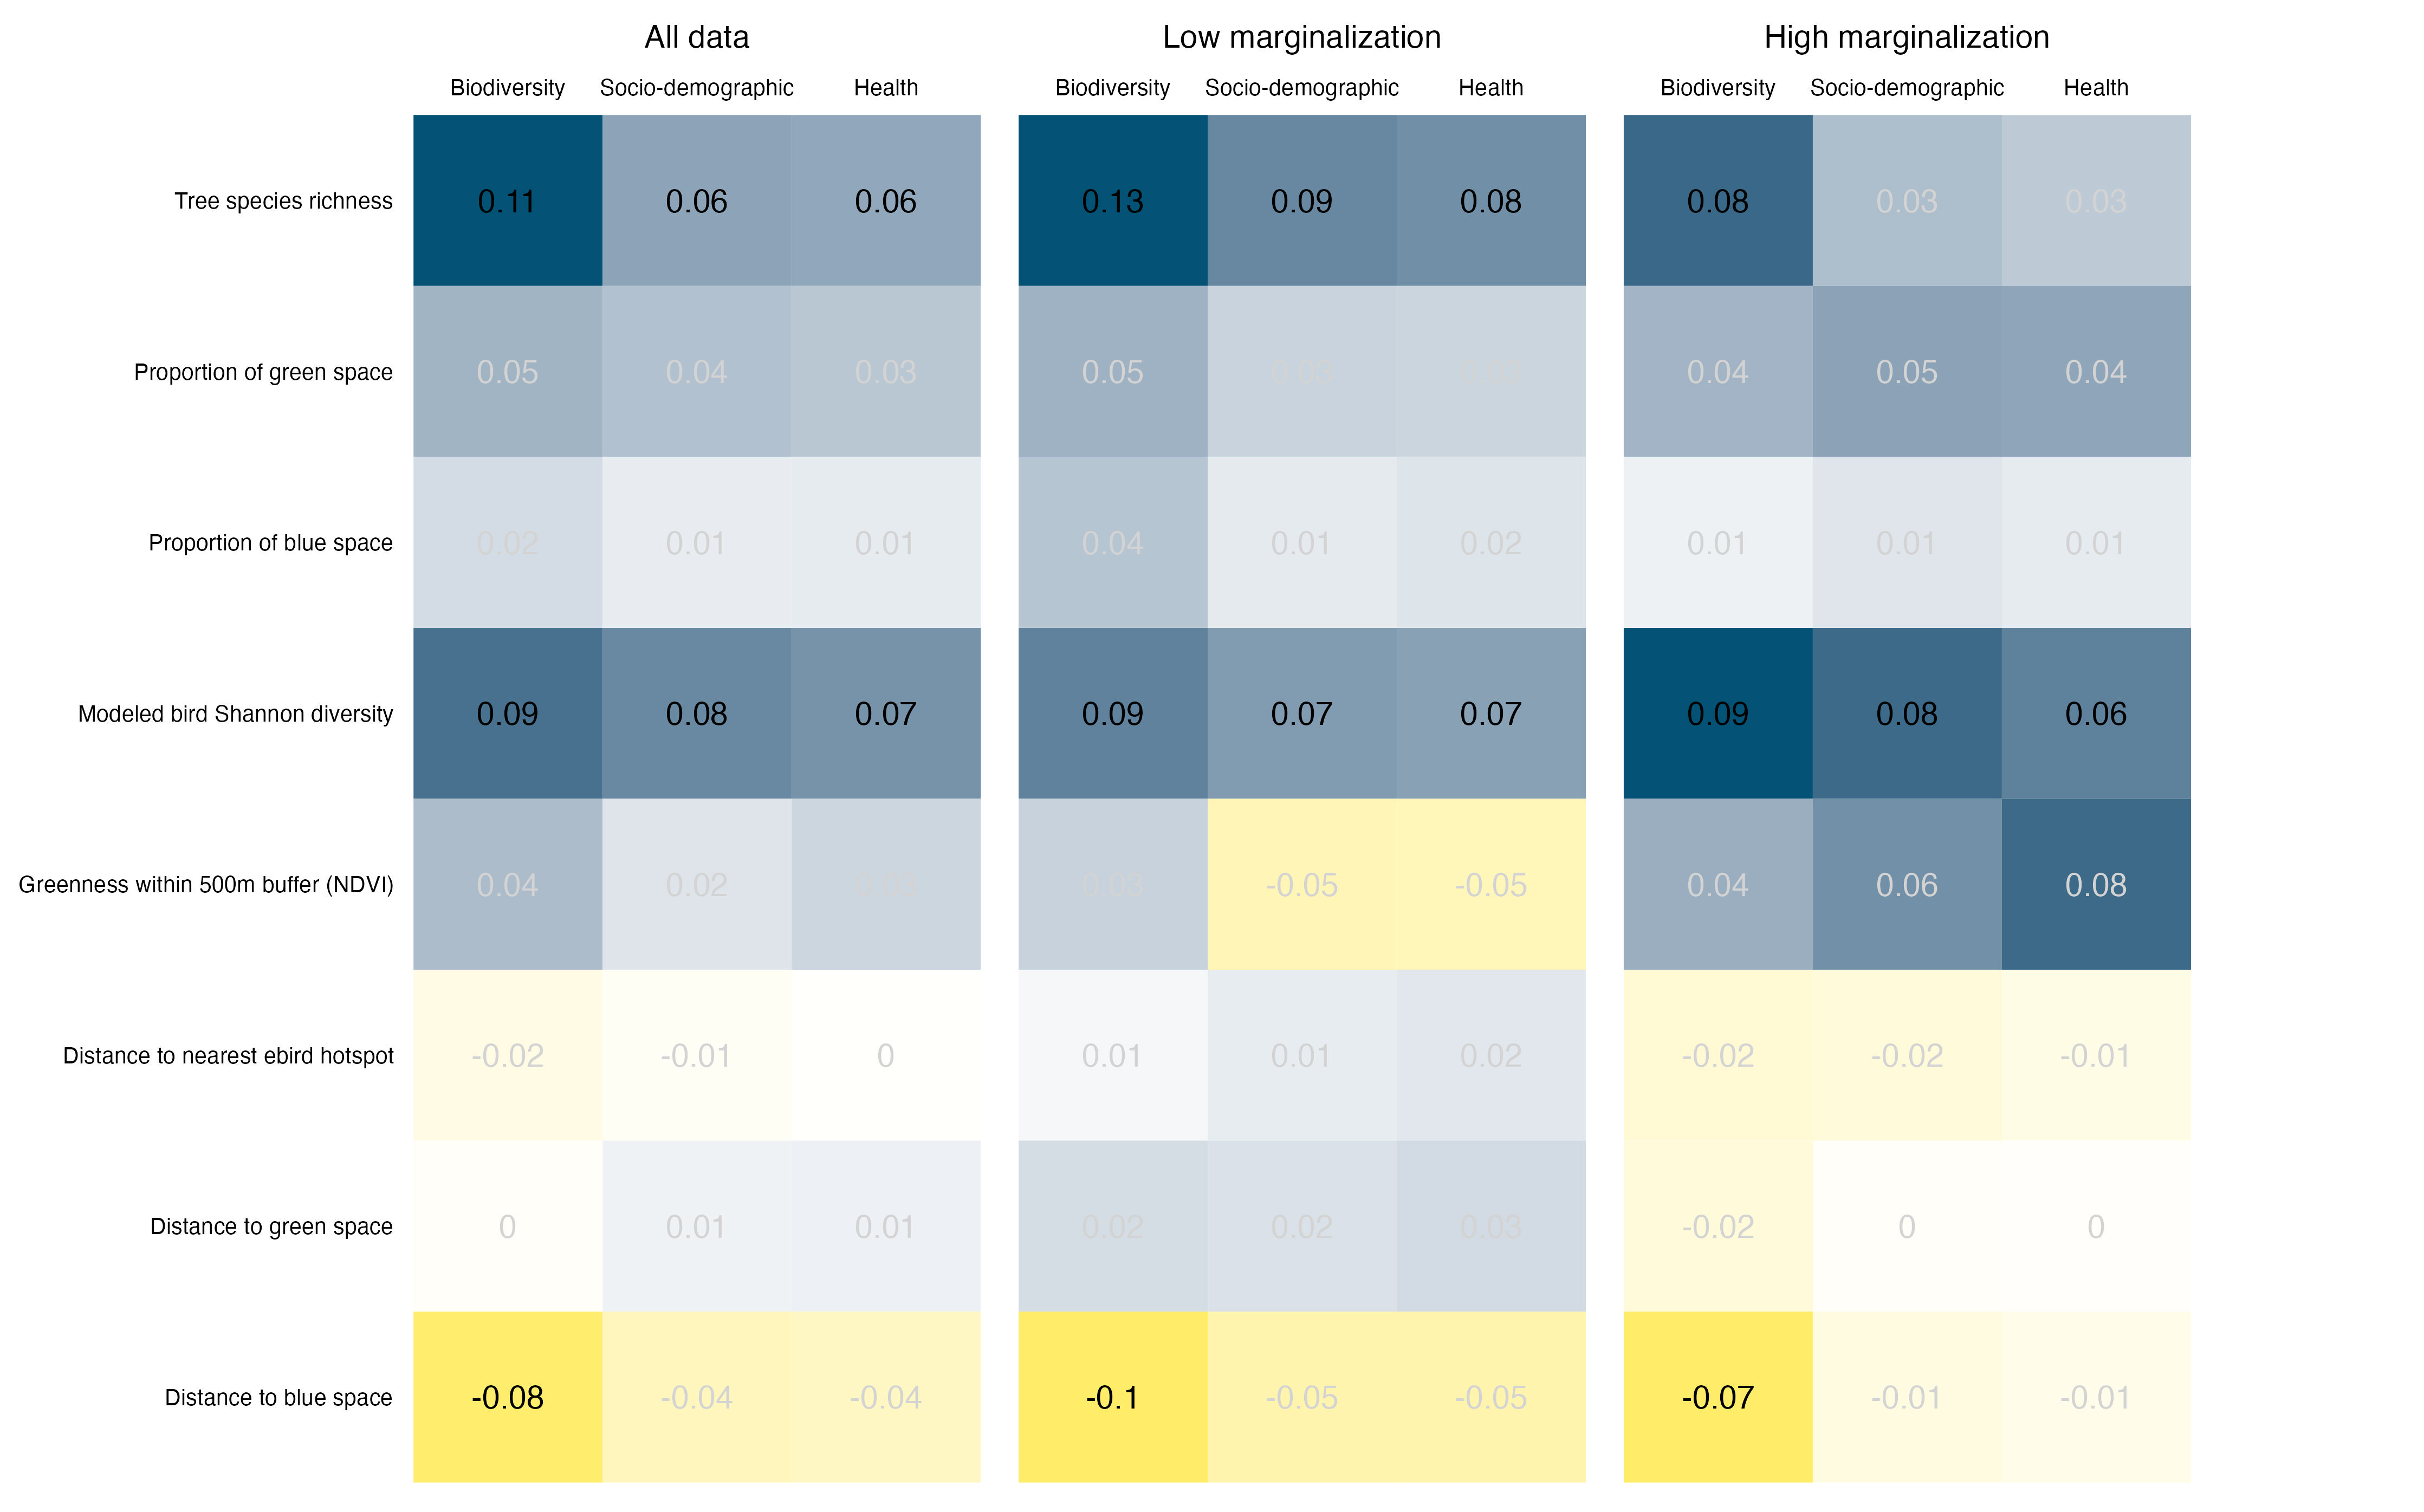 All data Low marginalization High marginalization
Biodiversity Socio-demographic Health Biodiversity Socio-demographic Health Biodiversity Socio-demographic Health
Tree species richness 0.11 0.06 0.06 0.13 0.09 0.08 0.08 0.03 0.03
Proportion of green space 0.05 0.04 0.03 0.05 0.03 0.04 0.05 0.04
Proportion of blue space 0.02 0.01 0.01 0.04 0.01 0.02 0.01 0.01 0.01
Modeled bird Shannon diversity 0.09 0.08 0.07 0.09 0.07 0.07 0.09 0.08 0.06
Greenness within 500m buffer (NDVI) 0.04 0.02 0.03 -0.05 -0.05 0.04 0.06 0.08
Distance to nearest ebird hotspot -0.02 -0.01 0 0.01 0.01 0.02 -0.02 -0.02 -0.01
Distance to green space 0 0.01 0.01 0.02 0.02 0.03 -0.02 0 0
Distance to blue space -0.08 -0.04 -0.04 -0.1 -0.05 -0.05 -0.07 -0.01 -0.01